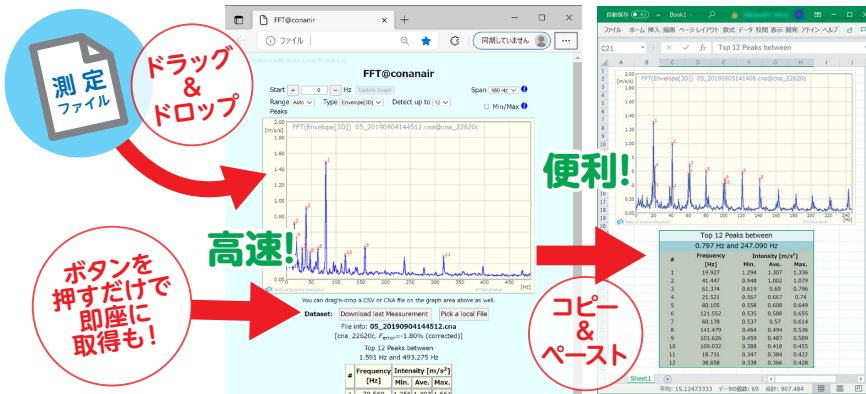 測定
ファイル
ドラッグ
&
ドロップ
ボタンを
押すだけで
即座に
取得も!
高速!
便利!
コピー
&
ペースト
FFT@conanair
ファイル
同期していません
FFT@conanair
Start - 0 - Hz Update Graph Span 480 Hz
Range Auto Type Envelope[3D] Detect up to 12 Min/Max
Peaks
FFT(Envelope[3D]) 05_20190904144512.cna@cna_22620c
You can drag'n-drop a CSV or CNA file on the graph area above as well.
Dataset: Download last Measurement Pick a local File
File info: 05_20190904144512.cna
[cna_22620c, Ferror=-1.80% (corrected)]
Top 12 Peaks between
1.591 Hz and 493.275 Hz
# Frequency [Hz] Intensity [m/s²]
Min. Ave. Max.
自動保存 Book1
ファイル ホーム 挿入 描画 ページ レイアウト 数式 データ 校閲 表示 開発 アドイン ヘルプ
C21 fx Top 12 Peaks between
A B C D E F G H I J
FFT(Envelope[3D]) 05_20190905141408.cna@cna_22620c
Top 12 Peaks between
0.797 Hz and 247.090 Hz
# Frequency [Hz] Intensity [m/s²]
Min. Ave. Max.
1 19.927 1.294 1.307 1.336
2 41.447 0.948 1.002 1.079
3 61.374 0.619 0.69 0.796
4 21.521 0.567 0.667 0.74
5 80.105 0.558 0.608 0.649
6 121.552 0.535 0.588 0.655
7 60.178 0.537 0.57 0.614
8 141.479 0.464 0.494 0.536
9 101.626 0.459 0.487 0.509
10 100.032 0.388 0.418 0.455
11 18.731 0.347 0.384 0.422
12 38.658 0.338 0.366 0.428
Sheet1
平均: 15.12473333 データの個数: 69 合計: 907.484